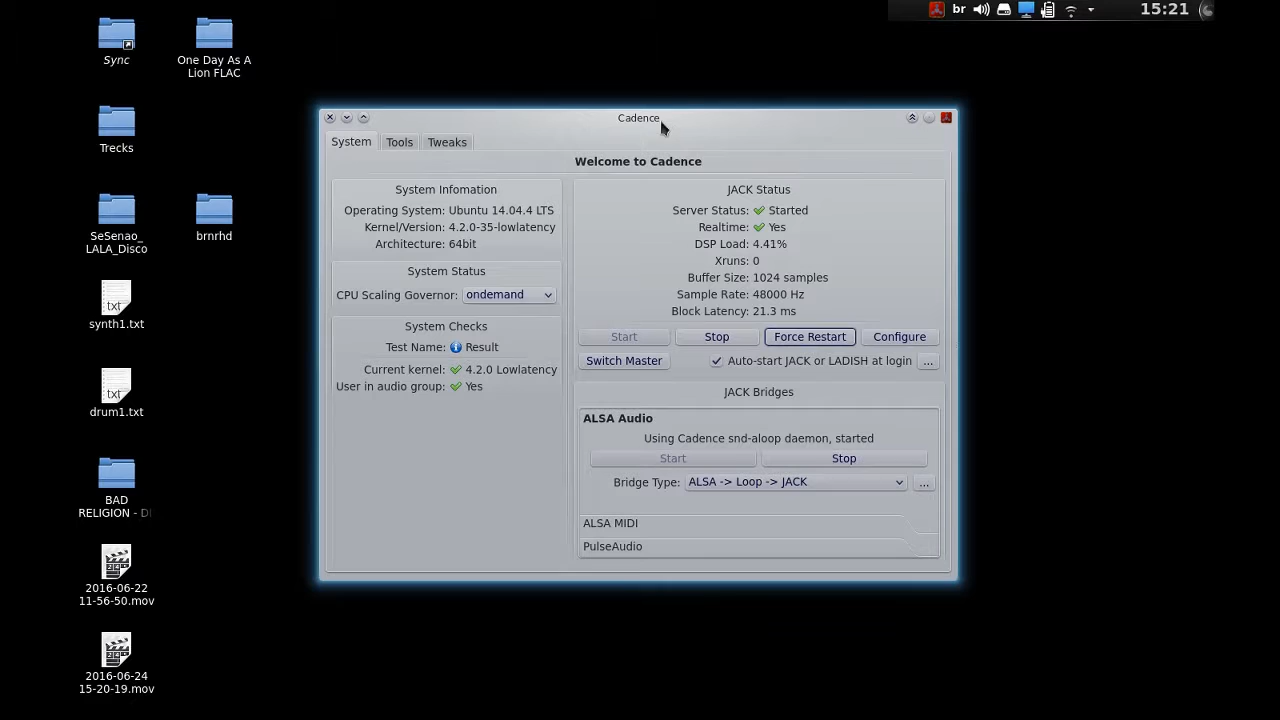 br
15:21
Sync
One Day As A
Lion FLAC
Trecks
SeSenao_
LALA_Disco
brnrhd
txt
synth1.txt
txt
drum1.txt
BAD
RELIGION - D
2016-06-22
11-56-50.mov
2016-06-24
15-20-19.mov
Cadence
System
Tools
Tweaks
Welcome to Cadence
System Infomation
Operating System: Ubuntu 14.04.4 LTS
Kernel/Version: 4.2.0-35-lowlatency
Architecture: 64bit
System Status
CPU Scaling Governor: ondemand
System Checks
Test Name: Result
Current kernel: 4.2.0 Lowlatency
User in audio group: Yes
JACK Status
Server Status: Started
Realtime: Yes
DSP Load: 4.41%
Xruns: 0
Buffer Size: 1024 samples
Sample Rate: 48000 Hz
Block Latency: 21.3 ms
Start
Stop
Force Restart
Configure
Switch Master
Auto-start JACK or LADISH at login
...
JACK Bridges
ALSA Audio
Using Cadence snd-aloop daemon, started
Start
Stop
Bridge Type: ALSA -> Loop -> JACK
...
ALSA MIDI
PulseAudio